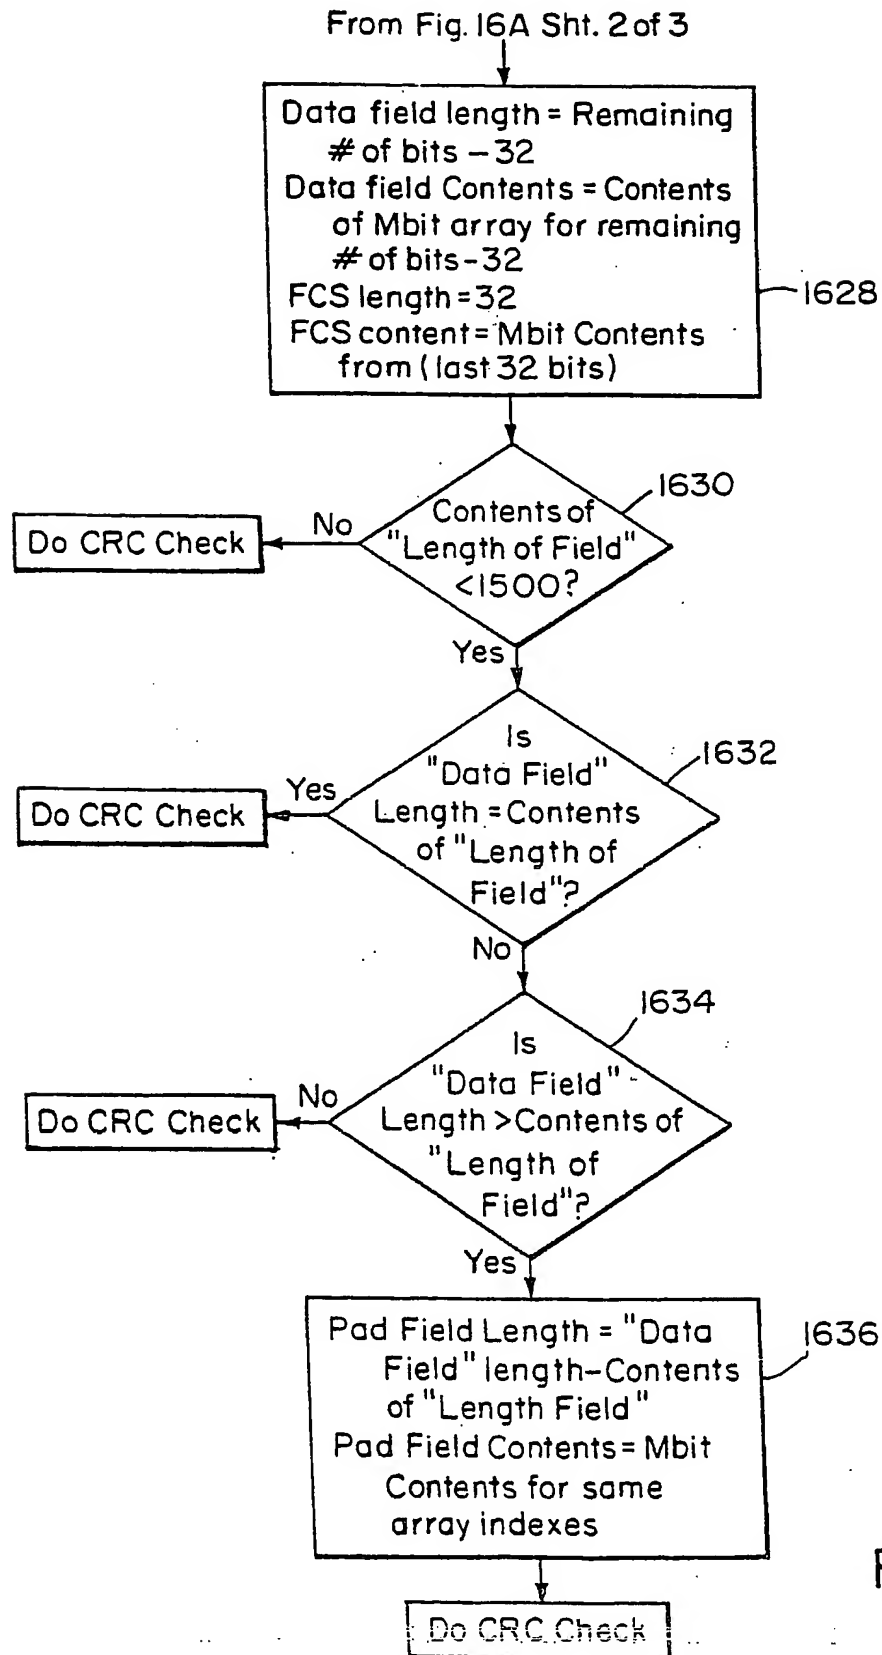 From Fig. 16A Sht. 2 of 3
Data field length = Remaining
# of bits - 32
Data field Contents = Contents
of Mbit array for remaining
# of bits - 32
FCS length = 32
FCS content = Mbit Contents
from (last 32 bits)
1628
1630
Contents of
"Length of Field"
<1500?
No
Do CRC Check
Yes
1632
Is
"Data Field"
Length = Contents
of "Length of
Field"?
Yes
Do CRC Check
No
1634
Is
"Data Field"
Length > Contents of
"Length of
Field"?
No
Do CRC Check
Yes
Pad Field Length = "Data
Field" length - Contents
of "Length Field"
Pad Field Contents = Mbit
Contents for same
array indexes
1636
F
Do CRC Check